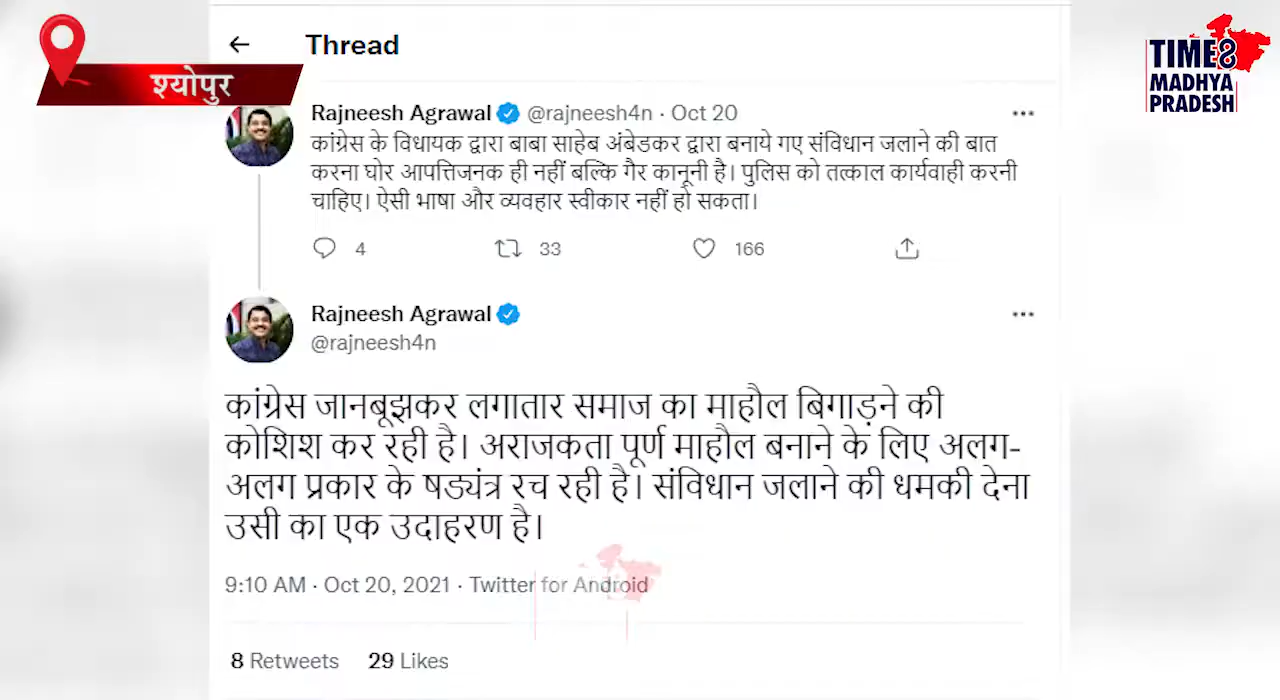 Thread
श्योपुर
TIME8
MADHYA
PRADESH
Rajneesh Agrawal @rajneesh4n · Oct 20
कांग्रेस के विधायक द्वारा बाबा साहेब अंबेडकर द्वारा बनाये गए संविधान जलाने की बात
करना घोर आपत्तिजनक ही नहीं बल्कि गैर कानूनी है। पुलिस को तत्काल कार्यवाही करनी
चाहिए। ऐसी भाषा और व्यवहार स्वीकार नहीं हो सकता।
4 33 166
Rajneesh Agrawal
@rajneesh4n
कांग्रेस जानबूझकर लगातार समाज का माहौल बिगाड़ने की
कोशिश कर रही है। अराजकता पूर्ण माहौल बनाने के लिए अलग-
अलग प्रकार के षड्यंत्र रच रही है। संविधान जलाने की धमकी देना
उसी का एक उदाहरण है।
9:10 AM · Oct 20, 2021 · Twitter for Android
8 Retweets 29 Likes